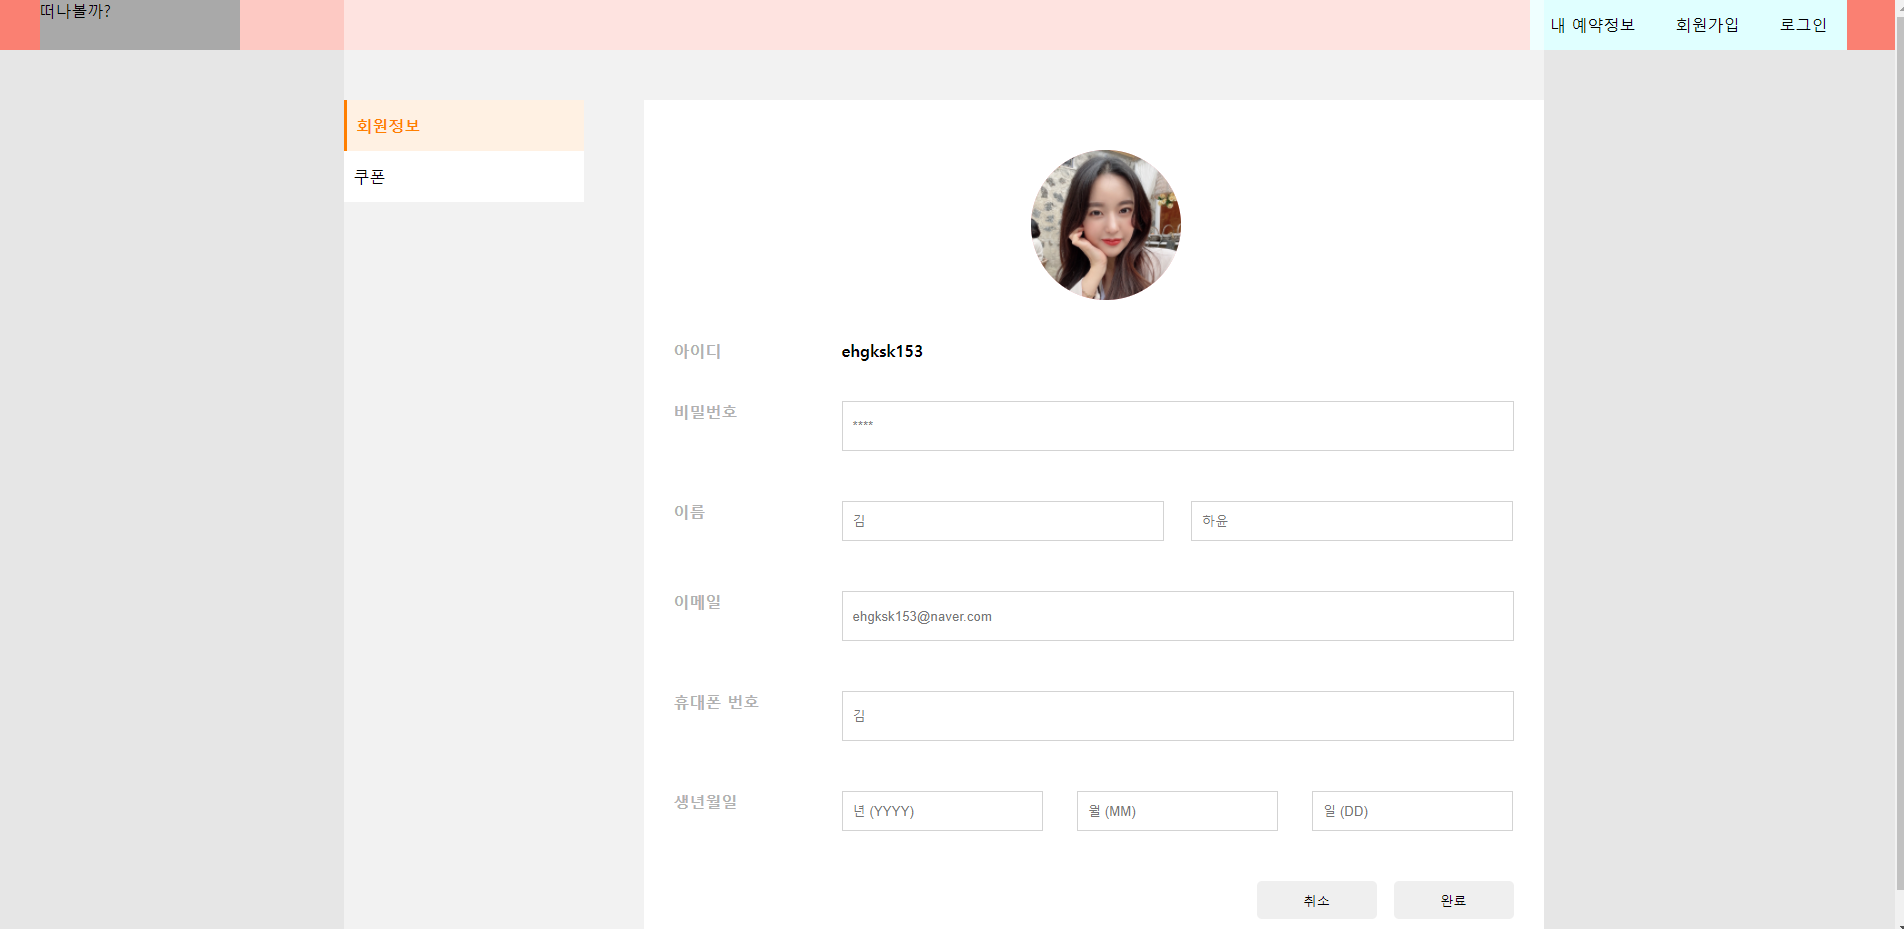 떠나볼까?
내 예약정보 회원가입 로그인
회원정보
쿠폰
아이디 ehgksk153
비밀번호 ****
이름 김 하윤
이메일 ehgksk153@naver.com
휴대폰 번호 김
생년월일 년 (YYYY) 월 (MM) 일 (DD)
취소 완료